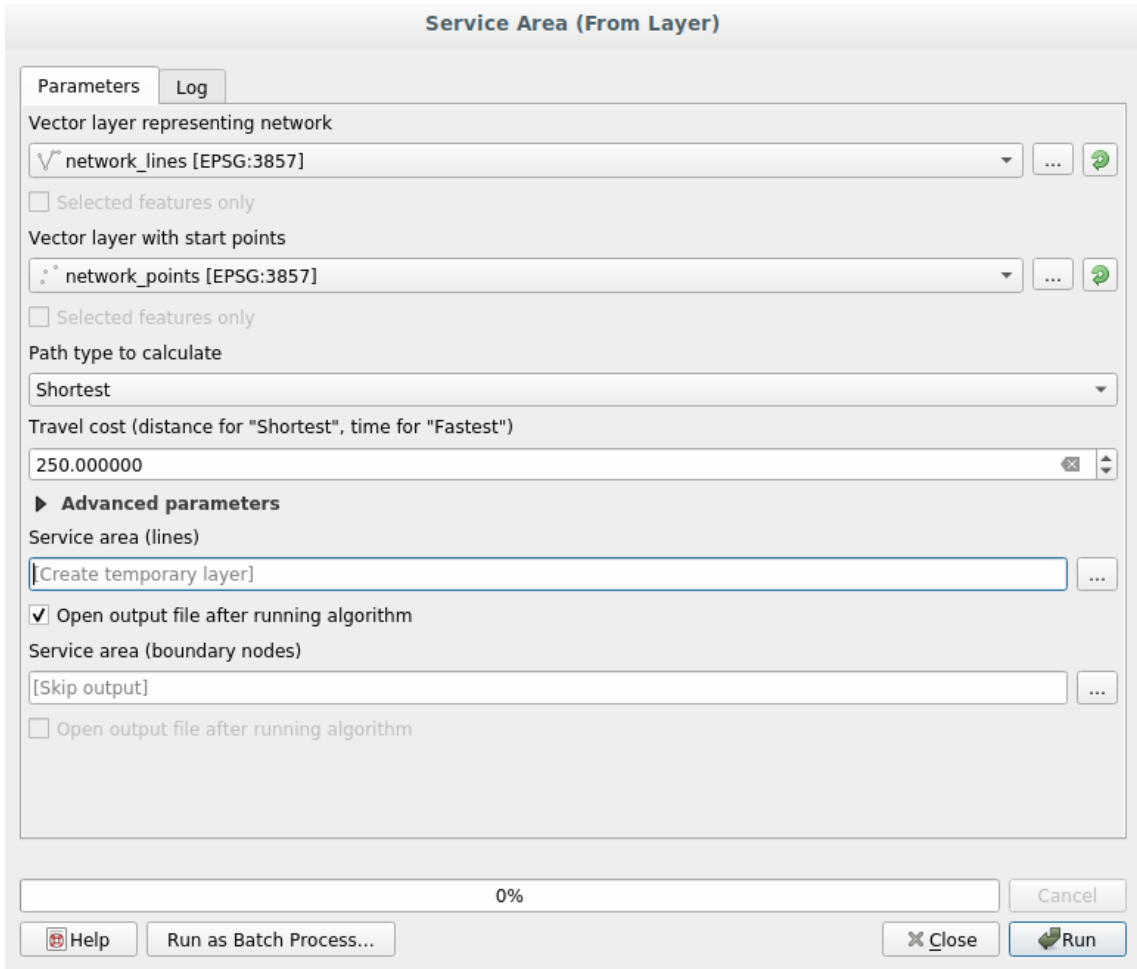 Service Area (From Layer)
Parameters Log
Vector layer representing network
network_lines [EPSG:3857] ...
Selected features only
Vector layer with start points
network_points [EPSG:3857] ...
Selected features only
Path type to calculate
Shortest
Travel cost (distance for "Shortest", time for "Fastest")
250.000000
Advanced parameters
Service area (lines)
[Create temporary layer] ...
Open output file after running algorithm
Service area (boundary nodes)
[Skip output] ...
Open output file after running algorithm
0% Cancel
Help Run as Batch Process... Close Run